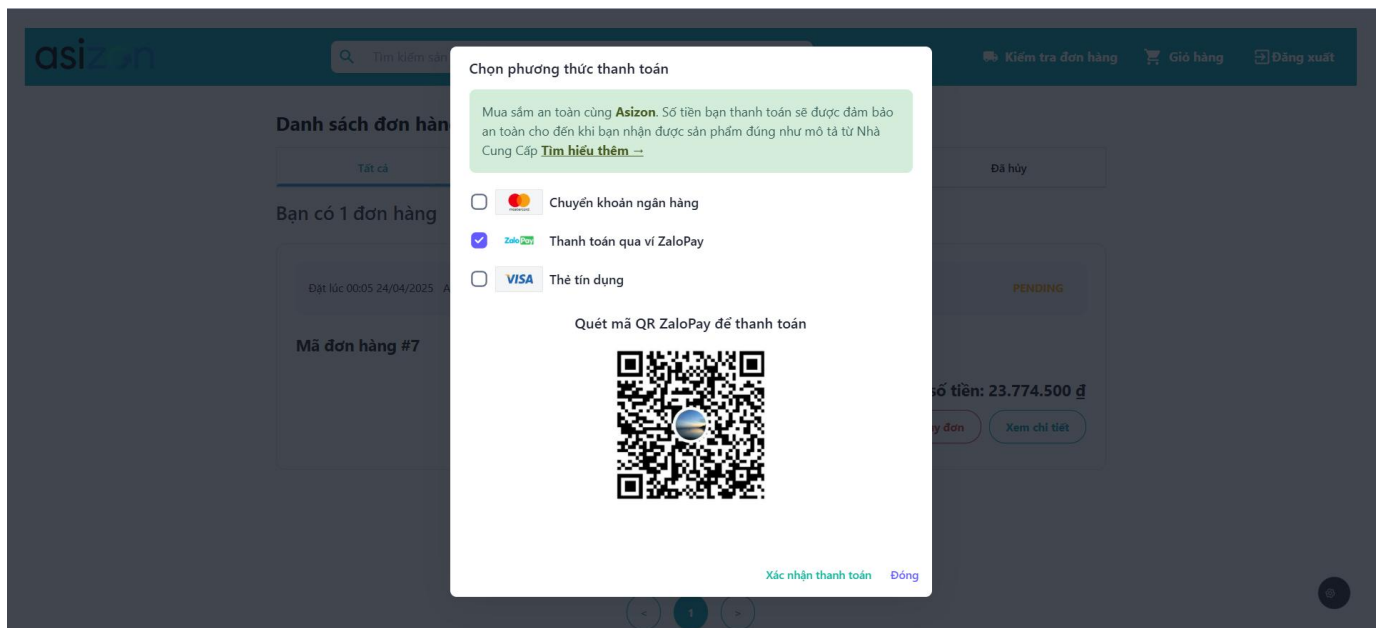 asizon
Tìm kiếm sản
Kiểm tra đơn hàng
Giỏ hàng
Đăng xuất
Chọn phương thức thanh toán
Mua sắm an toàn cùng Asizon. Số tiền bạn thanh toán sẽ được đảm bảo
an toàn cho đến khi bạn nhận được sản phẩm đúng như mô tả từ Nhà
Cung Cấp Tìm hiểu thêm →
Danh sách đơn hàn
Tất cả
Đã hủy
Bạn có 1 đơn hàng
Chuyển khoản ngân hàng
ZaloPay Thanh toán qua ví ZaloPay
VISA Thẻ tín dụng
Đặt lúc 00:05 24/04/2025 A
PENDING
Quét mã QR ZaloPay để thanh toán
Mã đơn hàng #7
số tiền: 23.774.500 ₫
y đơn
Xem chi tiết
Xác nhận thanh toán Đóng
< 1 >